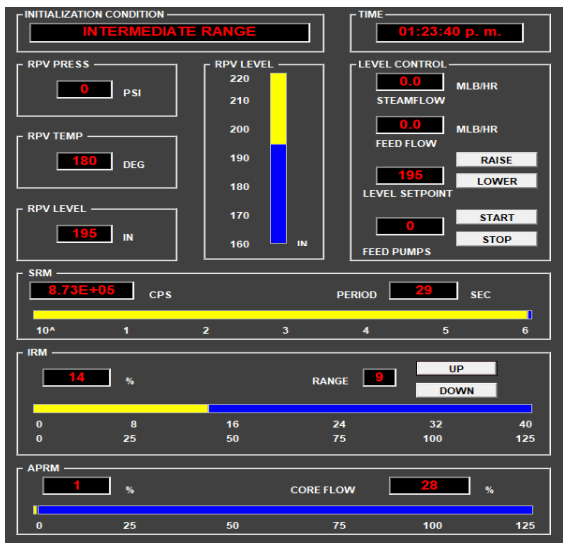 INITIALIZATION CONDITION
INTERMEDIATE RANGE
TIME
01:23:40 p. m.
RPV PRESS
0 PSI
RPV TEMP
180 DEG
RPV LEVEL
195 IN
RPV LEVEL
220
210
200
190
180
170
160 IN
LEVEL CONTROL
0.0 MLB/HR
STEAMFLOW
0.0 MLB/HR
FEED FLOW
195
LEVEL SETPOINT
RAISE
LOWER
0
FEED PUMPS
START
STOP
SRM
8.73E+05 CPS PERIOD 29 SEC
10^ 1 2 3 4 5 6
IRM
14 % RANGE 9 UP
DOWN
0 8 16 24 32 40
0 25 50 75 100 125
APRM
1 % CORE FLOW 28 %
0 25 50 75 100 125